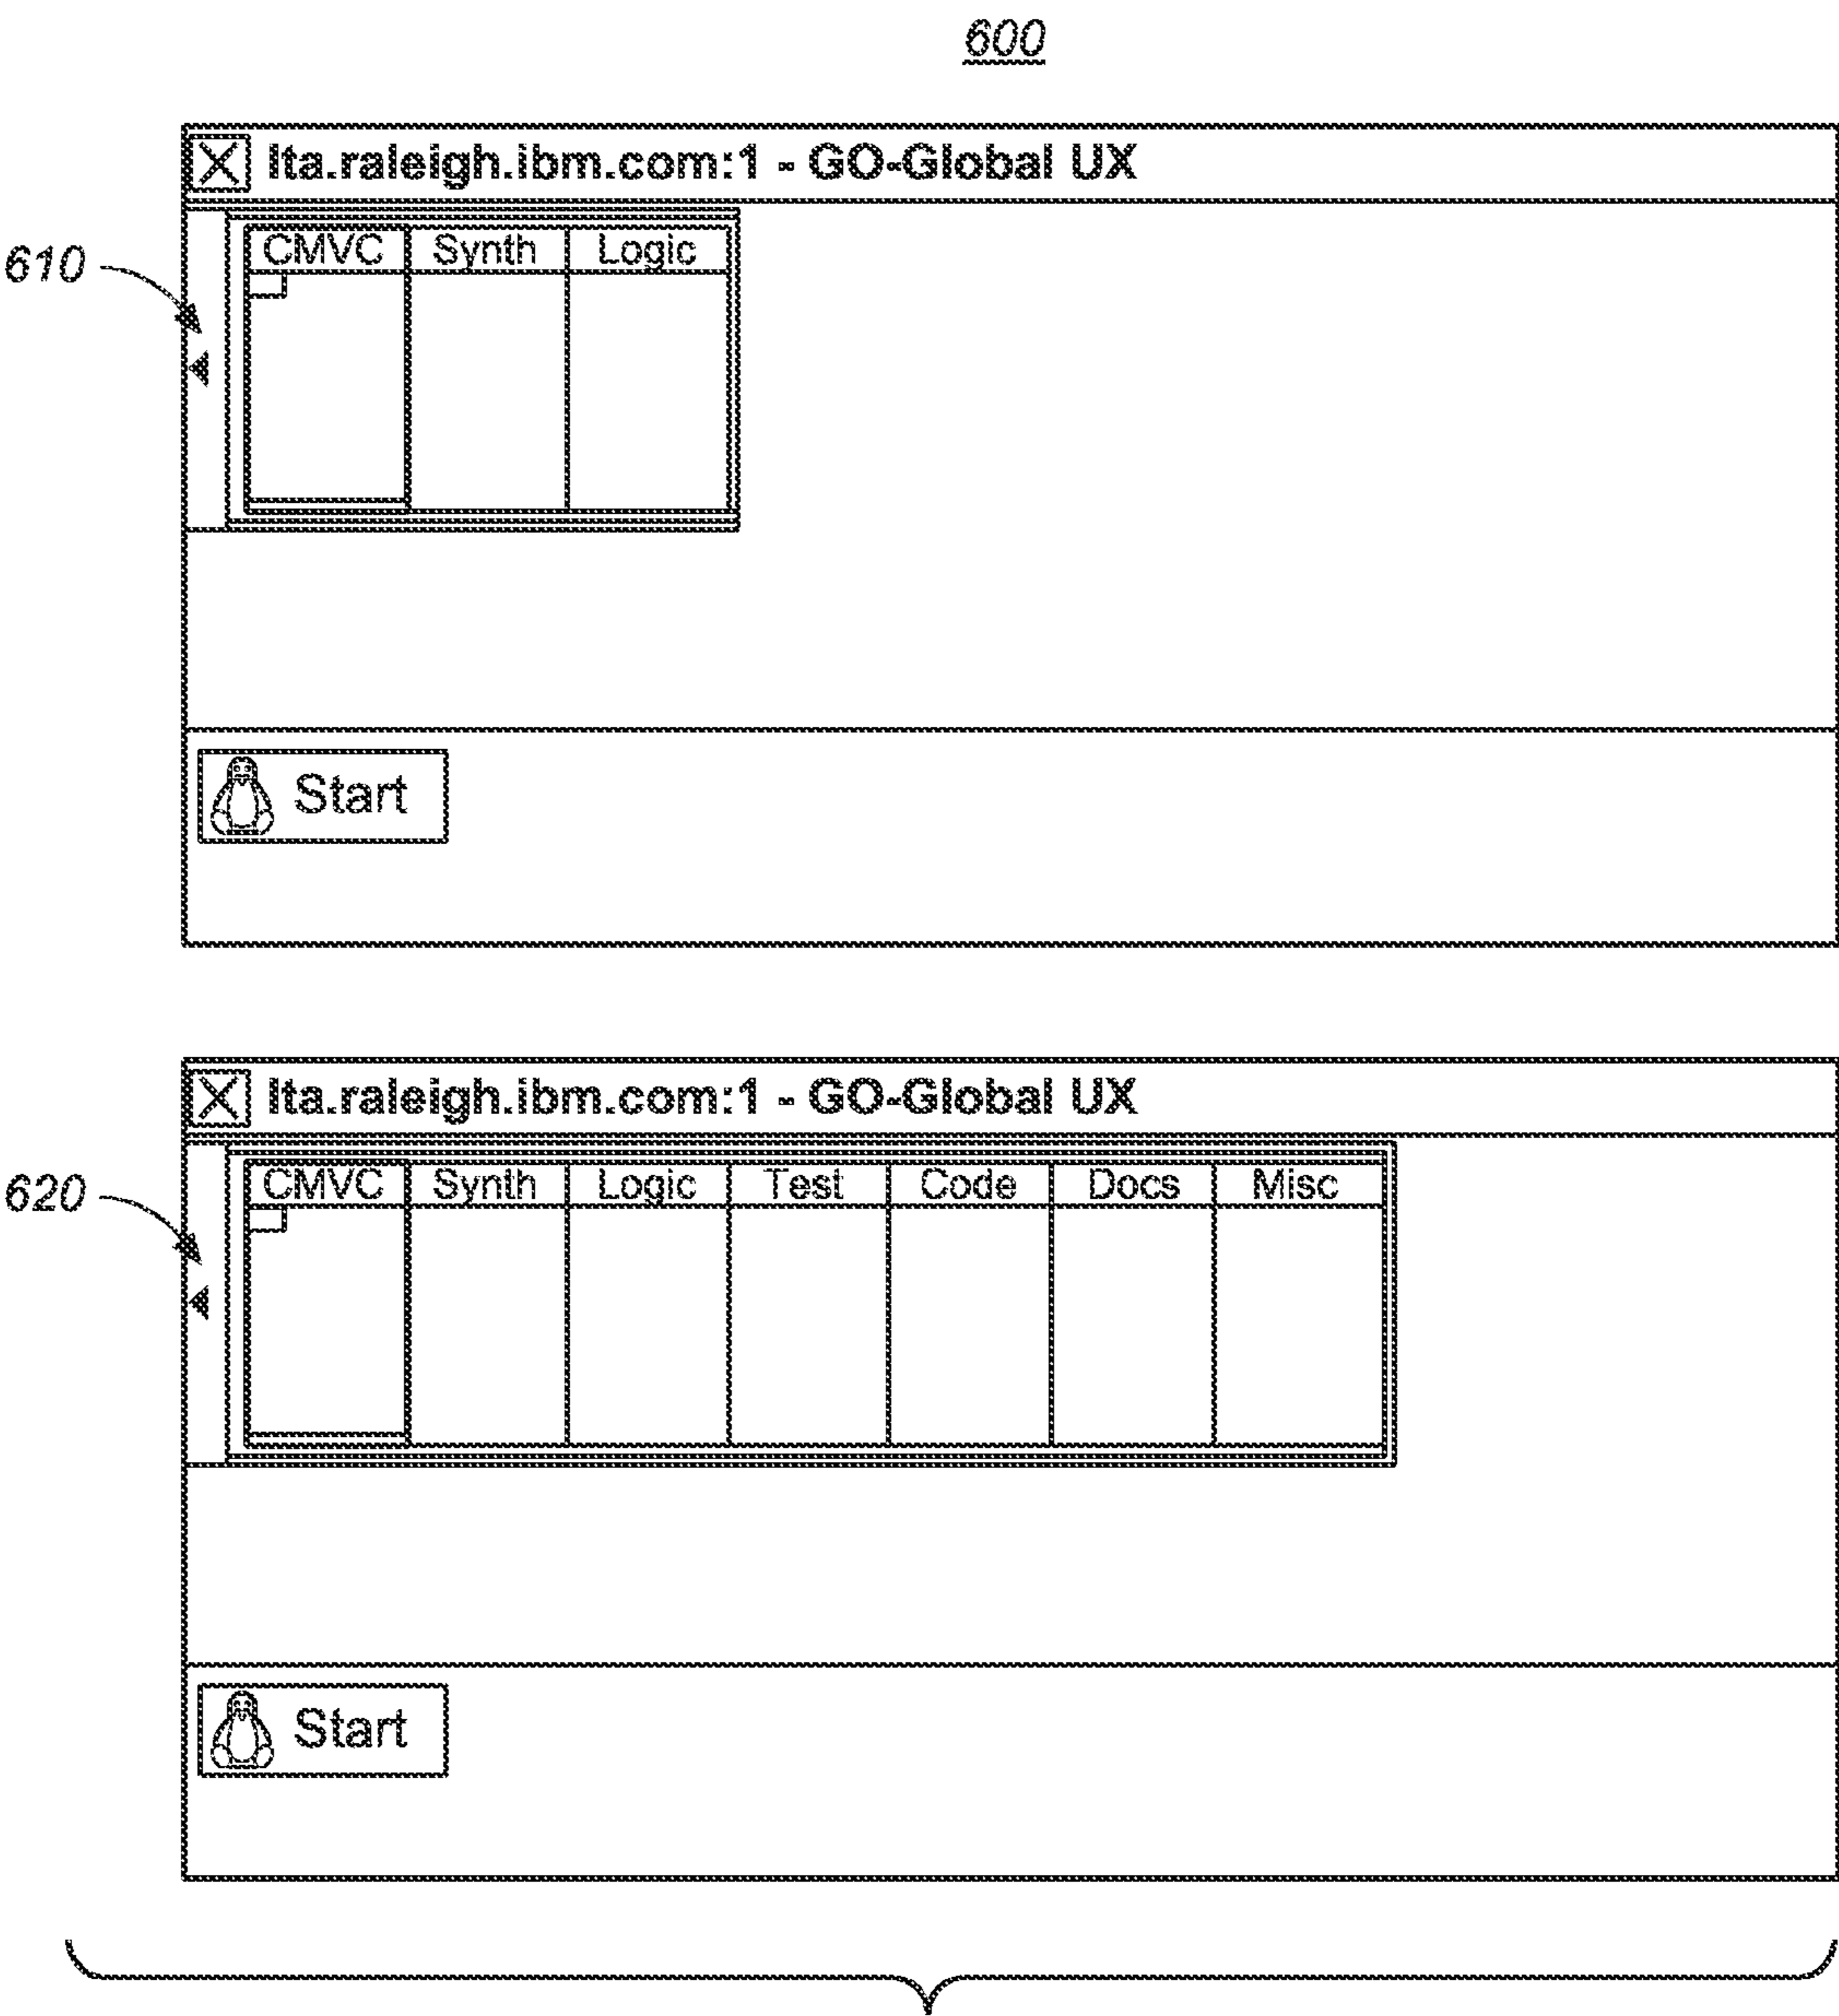 600
lta.raleigh.ibm.com:1 - GO-Global UX
610
CMVC Synth Logic
Start
lta.raleigh.ibm.com:1 - GO-Global UX
620
CMVC Synth Logic Test Code Docs Misc
Start